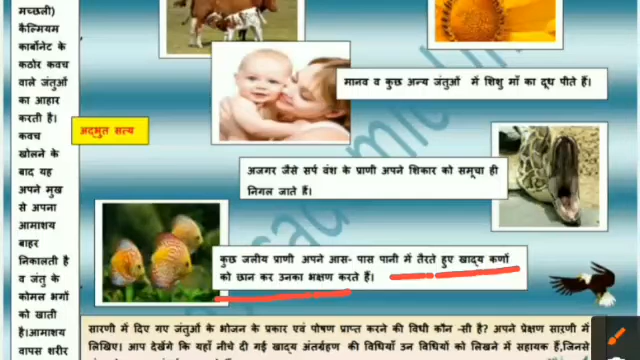 मच्छली)
कैल्मियम
कार्बोनेट के
कठोर कवच
वाले जंतुओं
का आहार
करती है।
कवच
खोलने के
बाद यह
अपने मुख
से अपना
आमाशय
बाहर
निकालती है
व जंतु के
कोमल भगों
को खाती
है।आमाशय
वापस शरीर
अद्भुत सत्य
मानव व कुछ अन्य जंतुओं में शिशु माँ का दूध पीते हैं।
अजगर जैसे सर्प वंश के प्राणी अपने शिकार को समूचा ही
निगल जाते हैं।
कुछ जलीय प्राणी अपने आस- पास पानी में तैरते हुए खाद्य कणों
को छान कर उनका भक्षण करते हैं।
सारणी में दिए गए जंतुओं के भोजन के प्रकार एवं पोषण प्राप्त करने की विधी कौन -सी है? अपने प्रेक्षण सारणी में
लिखिए। आप देखेंगे कि यहाँ नीचे दी गई खाद्य अंतर्ग्रहण की विधियाँ उन विधियों को लिखने में सहायक हैं,जिनसे